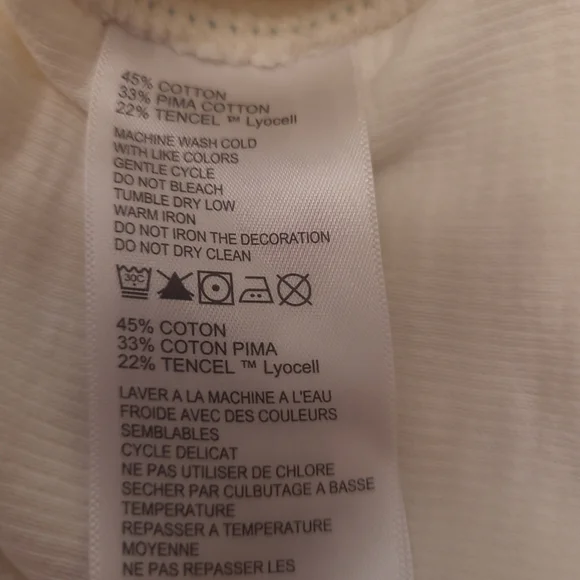 45% COTTON
33% PIMA COTTON
22% TENCEL ™ Lyocell
MACHINE WASH COLD
WITH LIKE COLORS
GENTLE CYCLE
DO NOT BLEACH
TUMBLE DRY LOW
WARM IRON
DO NOT IRON THE DECORATION
DO NOT DRY CLEAN
30C
45% COTON
33% COTON PIMA
22% TENCEL ™ Lyocell
LAVER A LA MACHINE A L'EAU
FROIDE AVEC DES COULEURS
SEMBLABLES
CYCLE DELICAT
NE PAS UTILISER DE CHLORE
SECHER PAR CULBUTAGE A BASSE
TEMPERATURE
REPASSER A TEMPERATURE
MOYENNE
NE PAS REPASSER LES